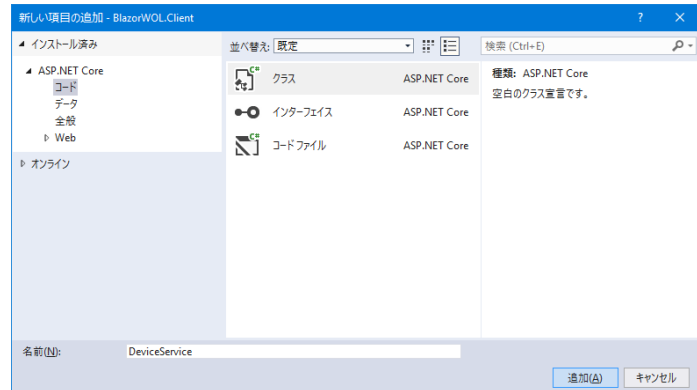 新しい項目の追加 - BlazorWOL.Client
インストール済み
並べ替え: 既定
検索 (Ctrl+E)
ASP.NET Core
コード
データ
全般
Web
オンライン
C# クラス ASP.NET Core
インターフェイス ASP.NET Core
C# コード ファイル ASP.NET Core
種類: ASP.NET Core
空白のクラス宣言です。
名前(N): DeviceService
追加(A) キャンセル